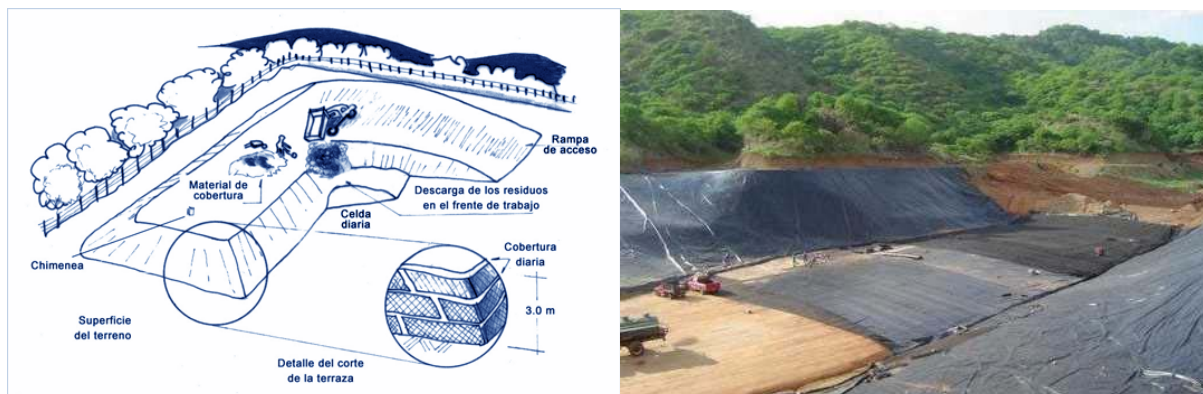 Rampa
de acceso
Material de
cobertura
Descarga de los residuos
en el frente de trabajo
Celda
diaria
Chimenea
Cobertura
diaria
3.0 m
Superficie
del terreno
Detalle del corte
de la terraza